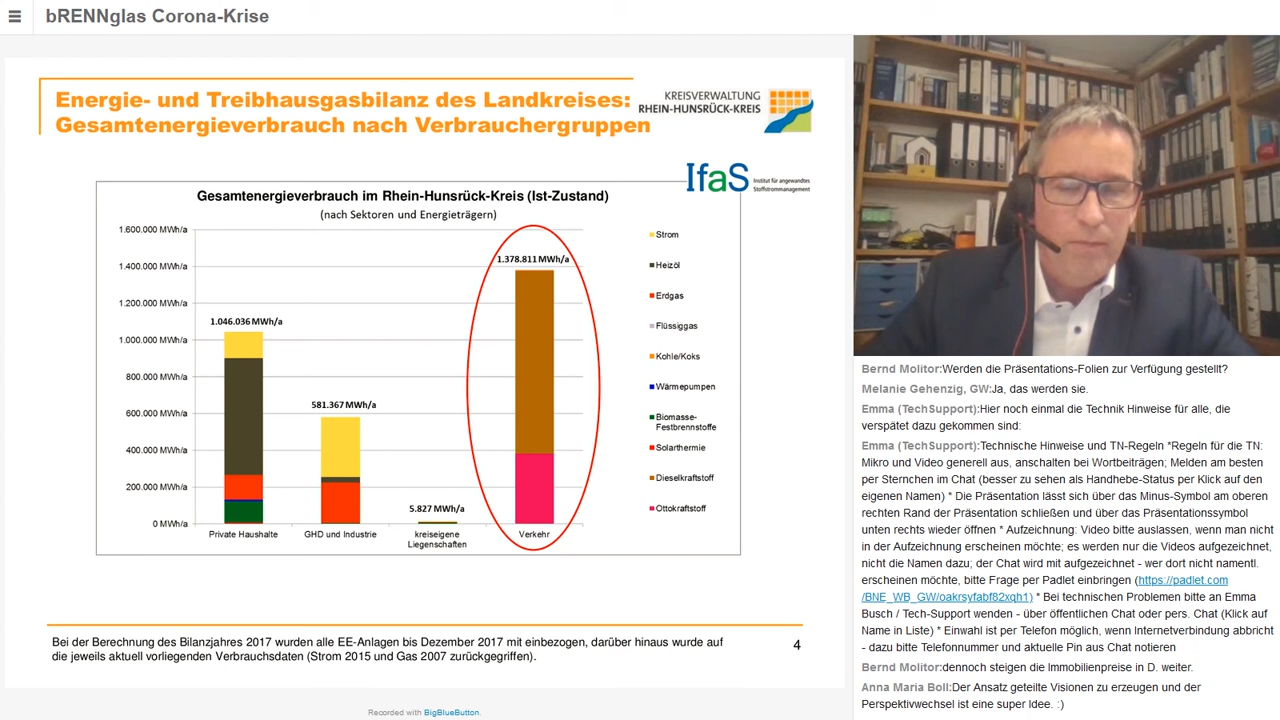 bRENNglas Corona-Krise
Energie- und Treibhausgasbilanz des Landkreises:
Gesamtenergieverbrauch nach Verbrauchergruppen
KREISVERWALTUNG
RHEIN-HUNSRÜCK-KREIS
IfaS
Institut für angewandtes
Stoffstrommanagement
Gesamtenergieverbrauch im Rhein-Hunsrück-Kreis (Ist-Zustand)
(nach Sektoren und Energieträgern)
1.600.000 MWh/a
1.400.000 MWh/a
1.200.000 MWh/a
1.000.000 MWh/a
800.000 MWh/a
600.000 MWh/a
400.000 MWh/a
200.000 MWh/a
0 MWh/a
1.046.036 MWh/a
581.367 MWh/a
5.827 MWh/a
1.378.811 MWh/a
Private Haushalte
GHD und Industrie
kreiseigene
Liegenschaften
Verkehr
Strom
Heizöl
Erdgas
Flüssiggas
Kohle/Koks
Wärmepumpen
Biomasse-
Festbrennstoffe
Solarthermie
Dieselkraftstoff
Ottokraftstoff
Bei der Berechnung des Bilanzjahres 2017 wurden alle EE-Anlagen bis Dezember 2017 mit einbezogen, darüber hinaus wurde auf
die jeweils aktuell vorliegenden Verbrauchsdaten (Strom 2015 und Gas 2007 zurückgegriffen).
4
Recorded with BigBlueButton.
Bernd Molitor:Werden die Präsentations-Folien zur Verfügung gestellt?
Melanie Gehenzig, GW:Ja, das werden sie.
Emma (TechSupport):Hier noch einmal die Technik Hinweise für alle, die
verspätet dazu gekommen sind:
Emma (TechSupport):Technische Hinweise und TN-Regeln *Regeln für die TN:
Mikro und Video generell aus, anschalten bei Wortbeiträgen; Melden am besten
per Sternchen im Chat (besser zu sehen als Handhebe-Status per Klick auf den
eigenen Namen) * Die Präsentation lässt sich über das Minus-Symbol am oberen
rechten Rand der Präsentation schließen und über das Präsentationssymbol
unten rechts wieder öffnen * Aufzeichnung: Video bitte auslassen, wenn man nicht
in der Aufzeichnung erscheinen möchte; es werden nur die Videos aufgezeichnet,
nicht die Namen dazu; der Chat wird mit aufgezeichnet - wer dort nicht namentl.
erscheinen möchte, bitte Frage per Padlet einbringen (https://padlet.com
/BNE_WB_GW/oakrsyfabf82xqh1) * Bei technischen Problemen bitte an Emma
Busch / Tech-Support wenden - über öffentlichen Chat oder pers. Chat (Klick auf
Name in Liste) * Einwahl ist per Telefon möglich, wenn Internetverbindung abbricht
- dazu bitte Telefonnummer und aktuelle Pin aus Chat notieren
Bernd Molitor:dennoch steigen die Immobilienpreise in D. weiter.
Anna Maria Boll:Der Ansatz geteilte Visionen zu erzeugen und der
Perspektivwechsel ist eine super Idee. :)